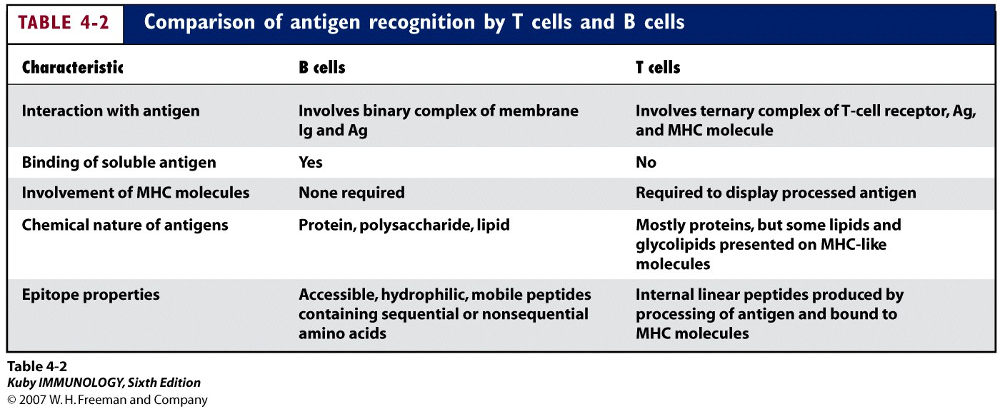 TABLE 4-2 Comparison of antigen recognition by T cells and B cells
Characteristic B cells T cells
Interaction with antigen Involves binary complex of membrane Involves ternary complex of T-cell receptor, Ag,
Ig and Ag and MHC molecule
Binding of soluble antigen Yes No
Involvement of MHC molecules None required Required to display processed antigen
Chemical nature of antigens Protein, polysaccharide, lipid Mostly proteins, but some lipids and
glycolipids presented on MHC-like
molecules
Epitope properties Accessible, hydrophilic, mobile peptides Internal linear peptides produced by
containing sequential or nonsequential processing of antigen and bound to
amino acids MHC molecules
Table 4-2
Kuby IMMUNOLOGY, Sixth Edition
© 2007 W. H. Freeman and Company